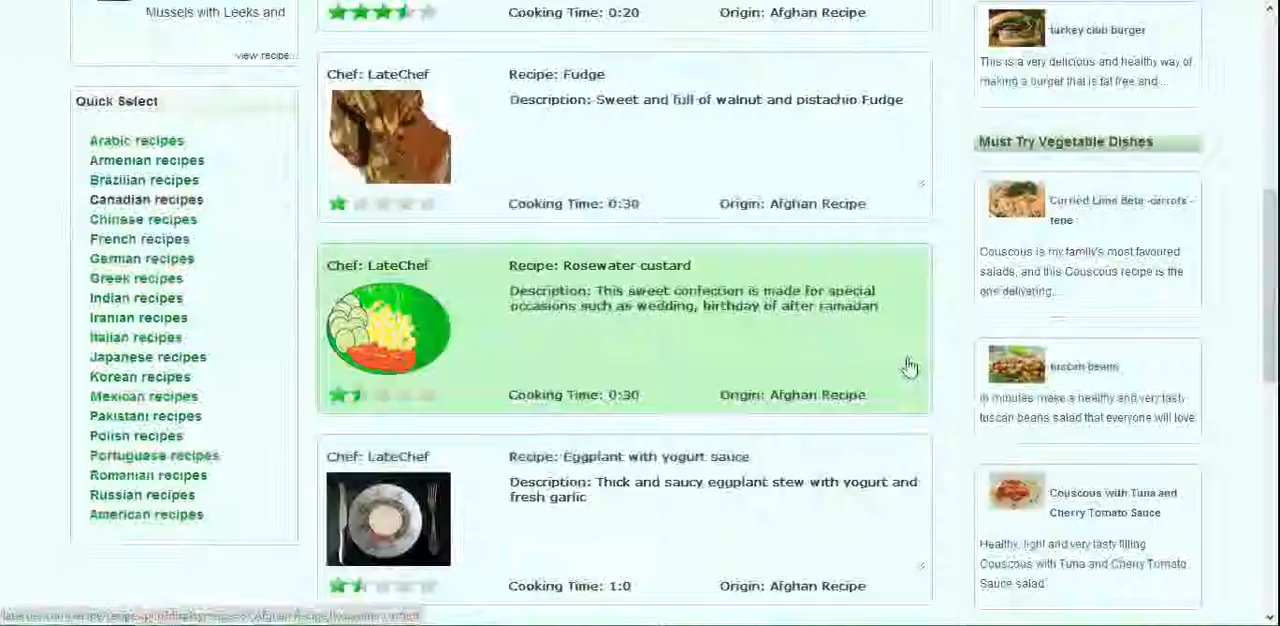 Mussels with Leeks and
view recipe...
Quick Select
Arabic recipes
Armenian recipes
Brazilian recipes
Canadian recipes
Chinese recipes
French recipes
German recipes
Greek recipes
Indian recipes
Iranian recipes
Italian recipes
Japanese recipes
Korean recipes
Mexican recipes
Pakistani recipes
Polish recipes
Portuguese recipes
Romanian recipes
Russian recipes
American recipes
Cooking Time: 0:20 Origin: Afghan Recipe
Chef: LateChef Recipe: Fudge
Description: Sweet and full of walnut and pistachio Fudge
Cooking Time: 0:30 Origin: Afghan Recipe
Chef: LateChef Recipe: Rosewater custard
Description: This sweet confection is made for special
occasions such as wedding, birthday of after ramadan
Cooking Time: 0:30 Origin: Afghan Recipe
Chef: LateChef Recipe: Eggplant with yogurt sauce
Description: Thick and saucy eggplant stew with yogurt and
fresh garlic
Cooking Time: 1:0 Origin: Afghan Recipe
turkey club burger
This is a very delicious and healthy way of
making a burger that is fat free and...
Must Try Vegetable Dishes
Curried Lima -carrots -
Couscous is my family's most favoured
salads, and this Couscous recipe is the
one delivering...
tuscan beans
In minutes make a healthy and very tasty
tuscan beans salad that everyone will love
Couscous with Tuna and
Cherry Tomato Sauce
Healthy, light and very tasty filling
Couscous with Tuna and Cherry Tomato
Sauce salad